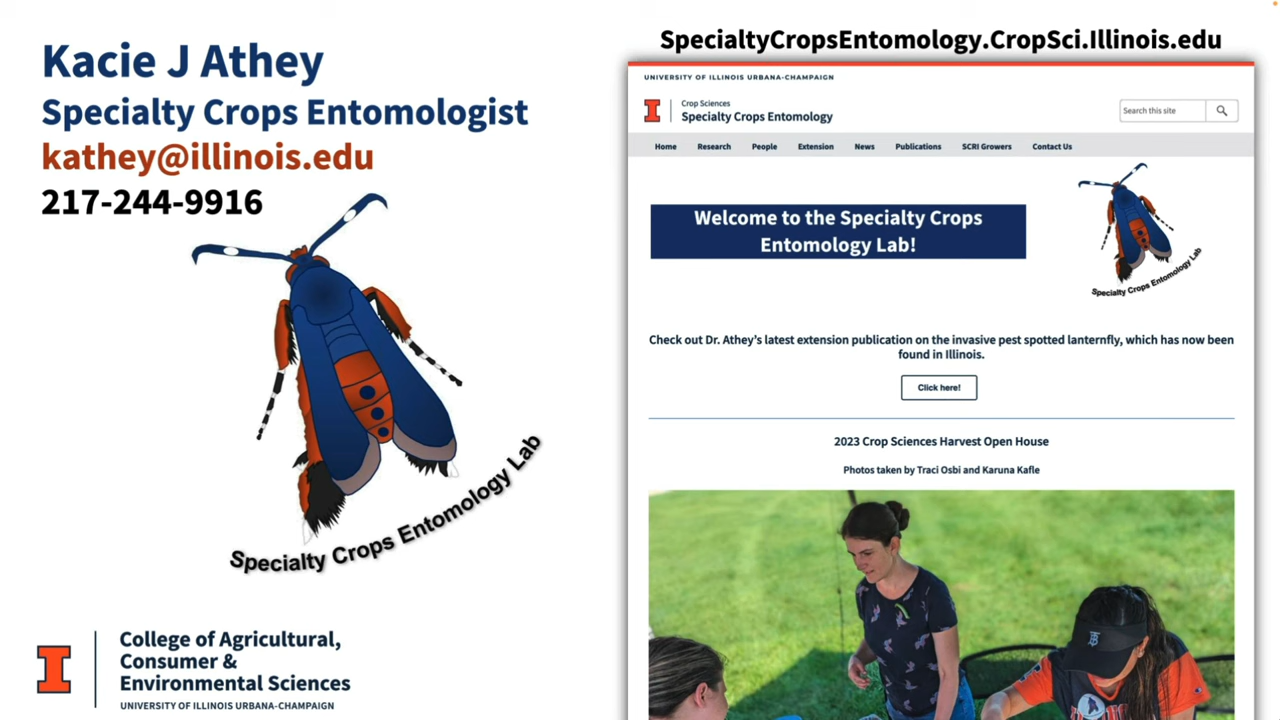 Kacie J Athey
Specialty Crops Entomologist
kathey@illinois.edu
217-244-9916
Specialty Crops Entomology Lab
College of Agricultural,
Consumer &
Environmental Sciences
UNIVERSITY OF ILLINOIS URBANA-CHAMPAIGN
SpecialtyCropsEntomology.CropSci.Illinois.edu
UNIVERSITY OF ILLINOIS URBANA-CHAMPAIGN
Crop Sciences
Specialty Crops Entomology
Search this site
Home Research People Extension News Publications SCRI Growers Contact Us
Welcome to the Specialty Crops
Entomology Lab!
Specialty Crops Entomology Lab
Check out Dr. Athey's latest extension publication on the invasive pest spotted lanternfly, which has now been
found in Illinois.
Click here!
2023 Crop Sciences Harvest Open House
Photos taken by Traci Osbi and Karuna Kafle